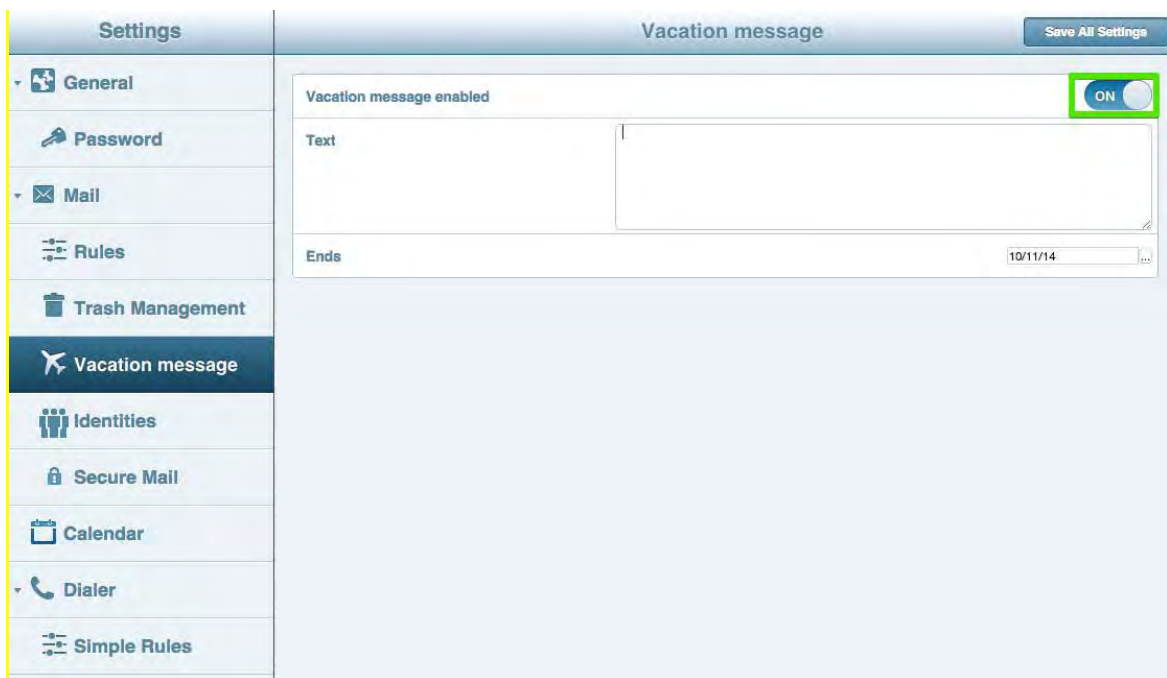 Settings
Vacation message
Save All Settings
General
Password
Mail
Rules
Trash Management
Vacation message
Identities
Secure Mail
Calendar
Dialer
Simple Rules
Vacation message enabled
ON
Text
Ends
10/11/14
...